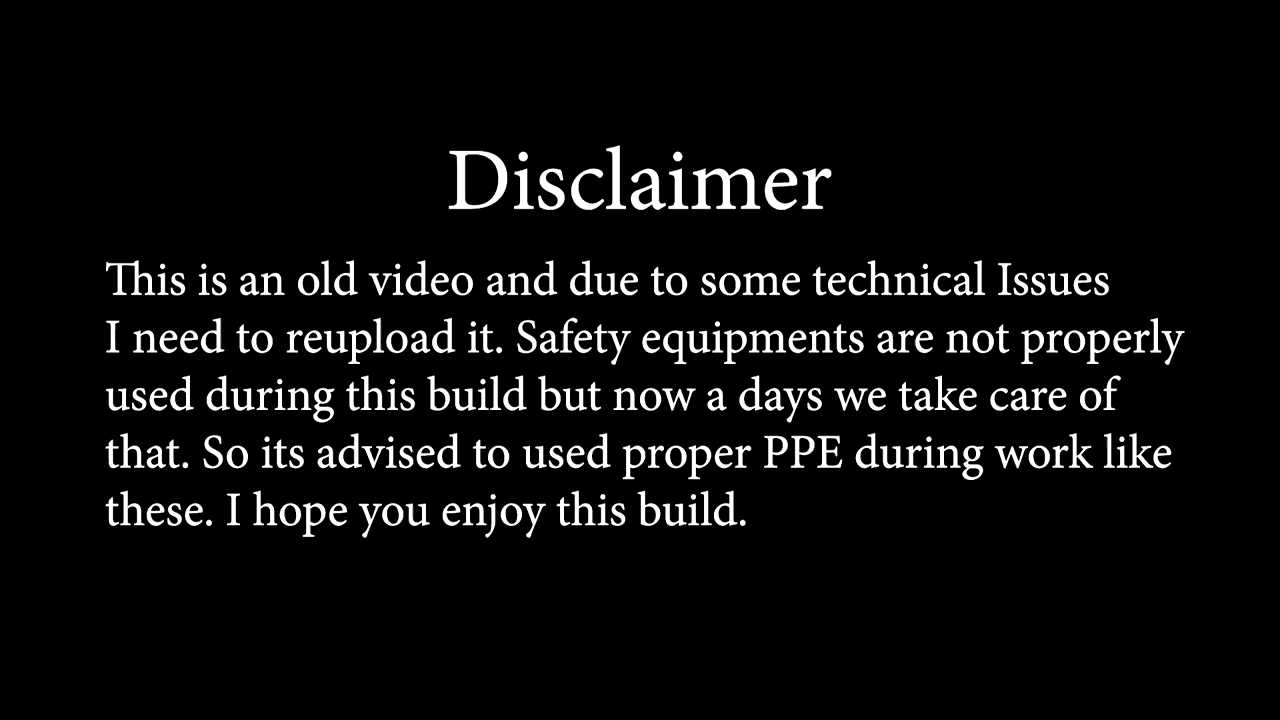 Disclaimer
This is an old video and due to some technical Issues
I need to reupload it. Safety equipments are not properly
used during this build but now a days we take care of
that. So its advised to used proper PPE during work like
these. I hope you enjoy this build.